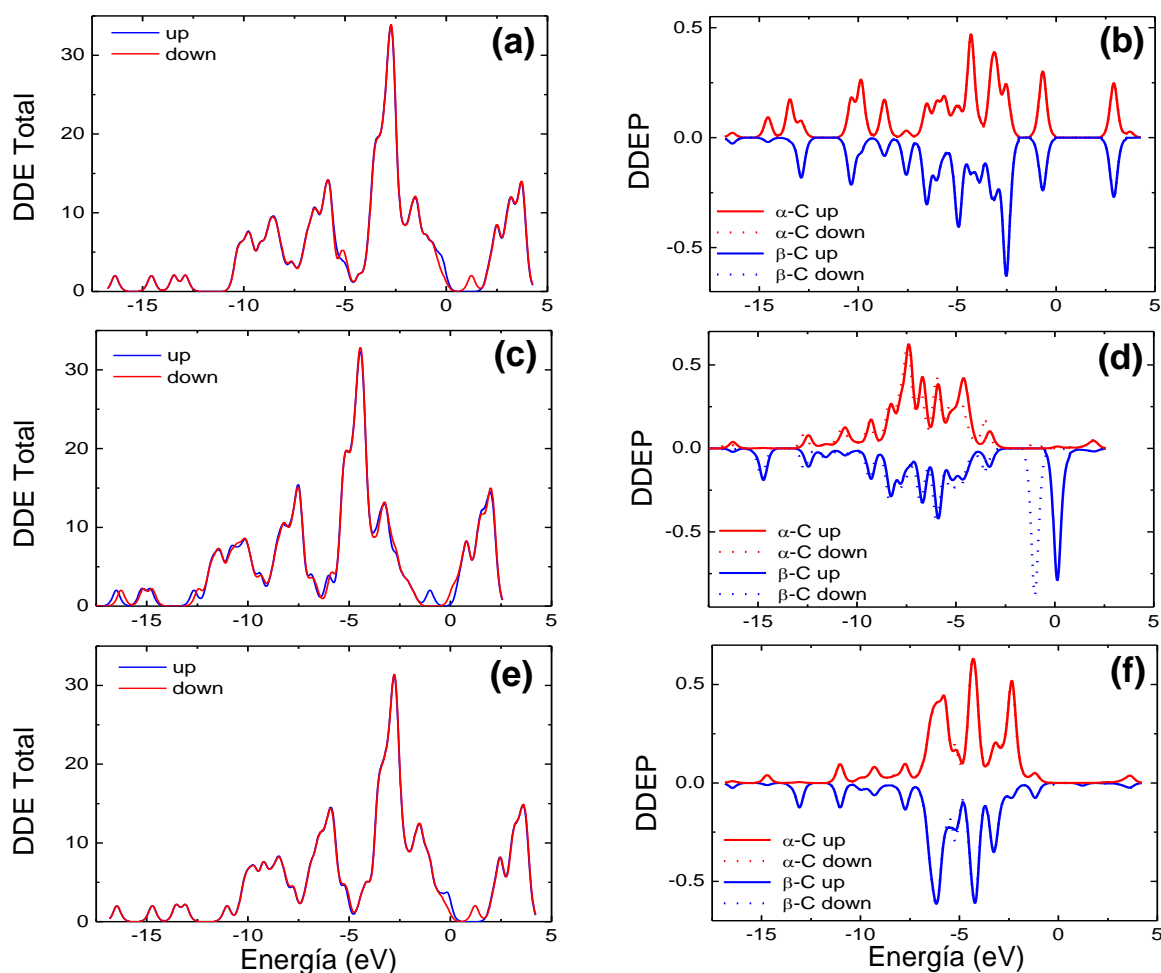 (a)
up
down
DDE Total
30
20
10
0
-15
-10
-5
0
5
(b)
DDEP
0.5
0.0
-0.5
α-C up
α-C down
β-C up
β-C down
-15
-10
-5
0
5
(c)
up
down
DDE Total
30
20
10
0
-15
-10
-5
0
5
(d)
DDEP
0.5
0.0
-0.5
α-C up
α-C down
β-C up
β-C down
-15
-10
-5
0
5
(e)
up
down
DDE Total
30
20
10
0
-15
-10
-5
0
5
Energía (eV)
(f)
DDEP
0.5
0.0
-0.5
α-C up
α-C down
β-C up
β-C down
-15
-10
-5
0
5
Energía (eV)